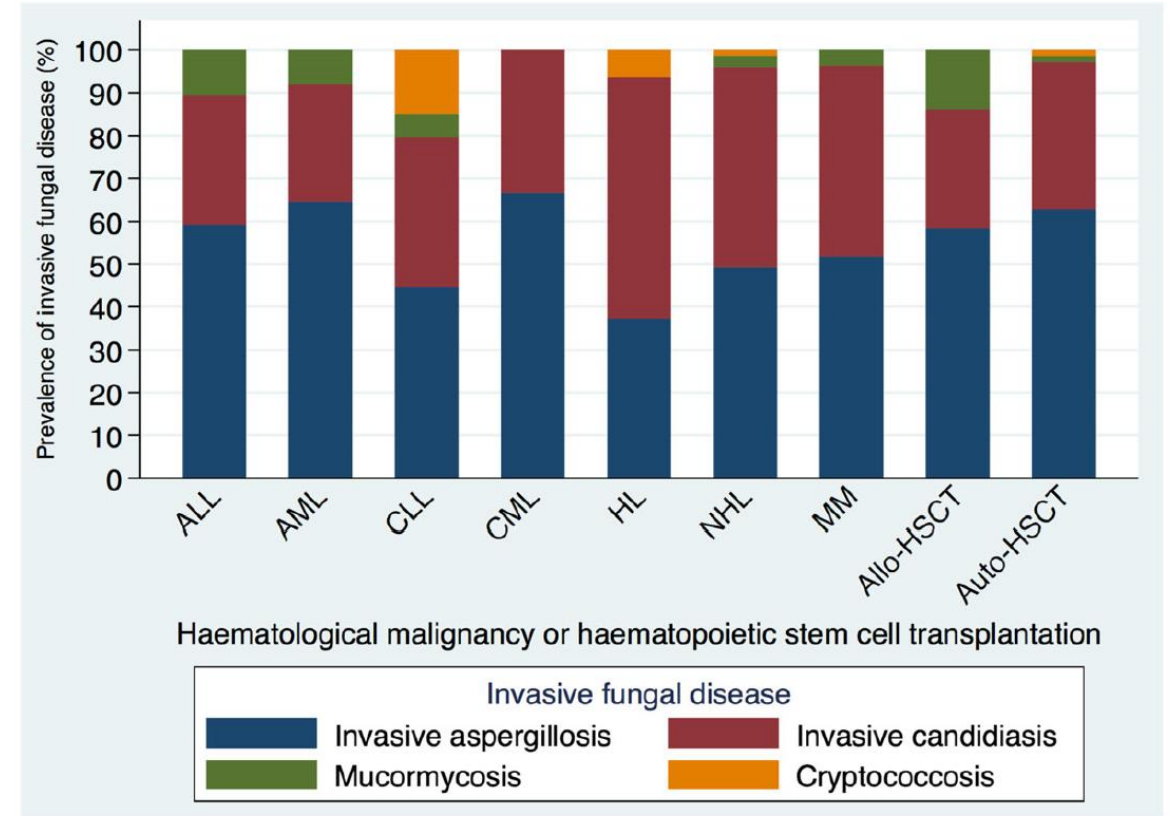 Prevalence of invasive fungal disease (%)
100
90
80
70
60
50
40
30
20
10
0
ALL
AML
CLL
CML
HL
NHL
MM
Allo-HSCT
Auto-HSCT
Haematological malignancy or haematopoietic stem cell transplantation
Invasive fungal disease
Invasive aspergillosis
Invasive candidiasis
Mucormycosis
Cryptococcosis